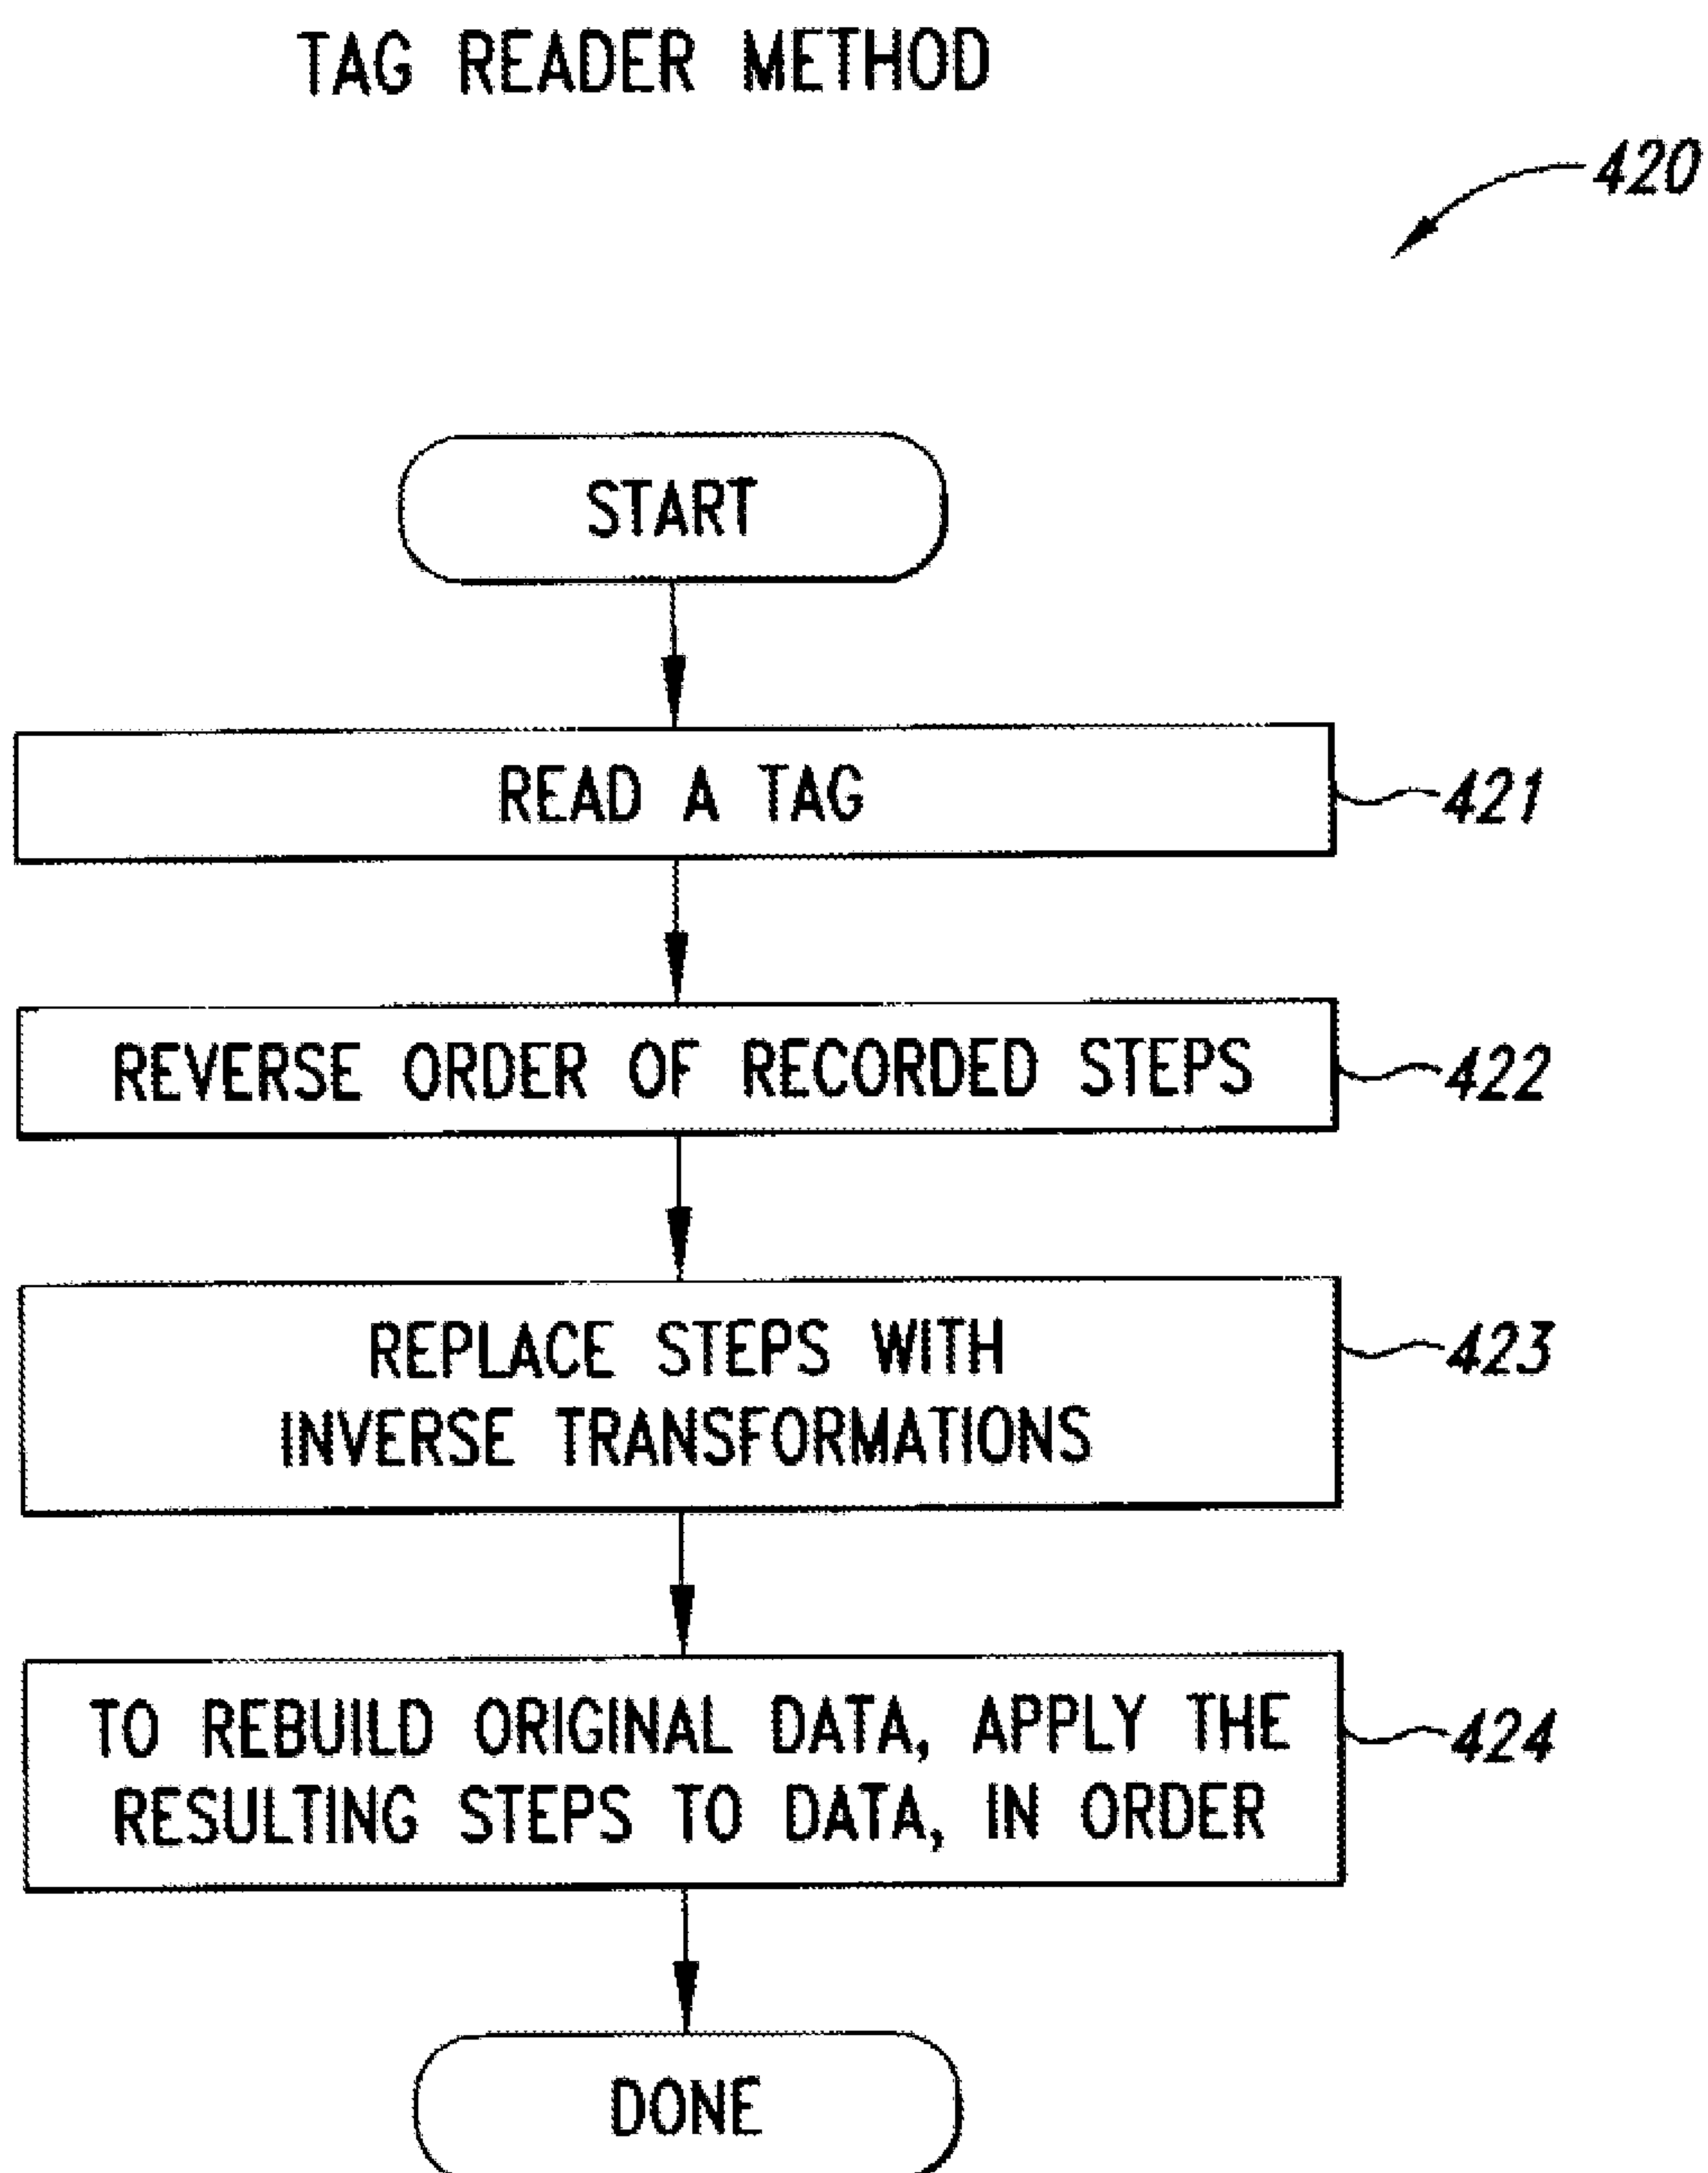 TAG READER METHOD
420
START
READ A TAG
421
REVERSE ORDER OF RECORDED STEPS
422
REPLACE STEPS WITH
INVERSE TRANSFORMATIONS
423
TO REBUILD ORIGINAL DATA, APPLY THE
RESULTING STEPS TO DATA, IN ORDER
424
DONE